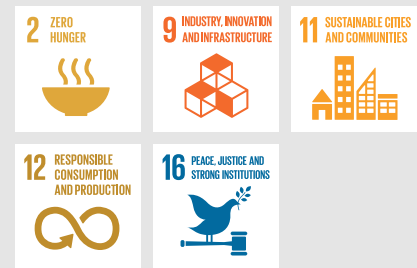 2 ZERO
HUNGER
9 INDUSTRY, INNOVATION
AND INFRASTRUCTURE
11 SUSTAINABLE CITIES
AND COMMUNITIES
12 RESPONSIBLE
CONSUMPTION
AND PRODUCTION
16 PEACE, JUSTICE AND
STRONG INSTITUTIONS